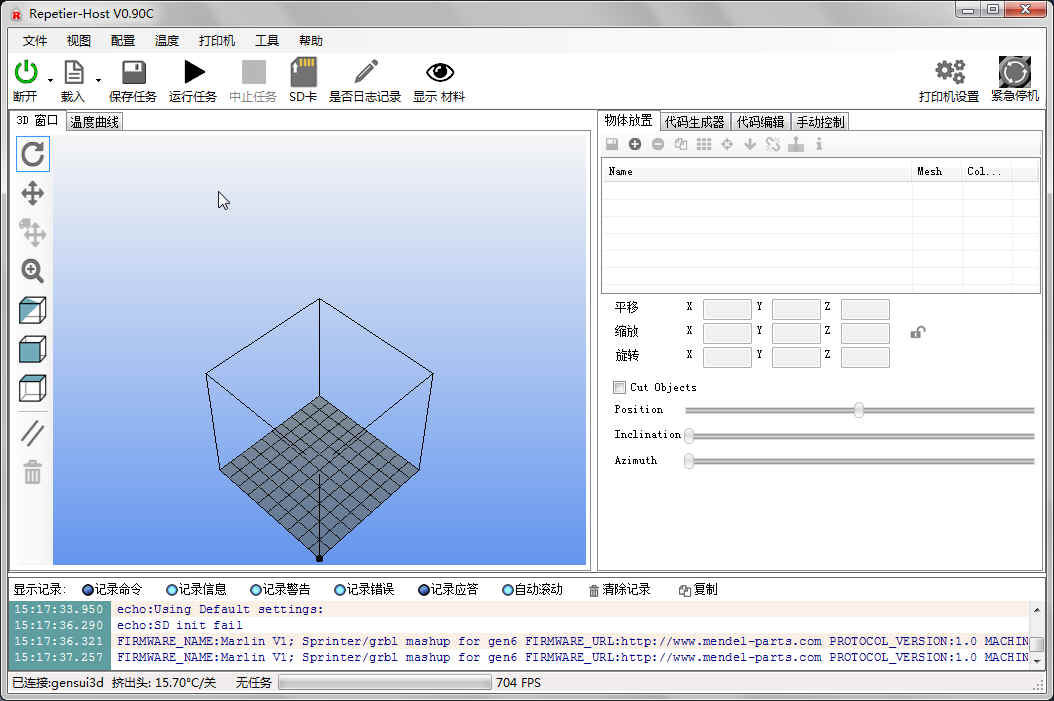 Repetier-Host V0.90C
文件 视图 配置 温度 打印机 工具 帮助
断开 载入 保存任务 运行任务 中止任务 SD卡 是否日志记录 显示 材料 打印机设置 紧急停机
3D 窗口 温度曲线
物体放置 代码生成器 代码编辑 手动控制
Name Mesh Col...
平移 X Y Z
缩放 X Y Z
旋转 X Y Z
Cut Objects
Position
Inclination
Azimuth
显示记录: 记录命令 记录信息 记录警告 记录错误 记录应答 自动滚动 清除记录 复制
15:17:33.950 echo:Using Default settings:
15:17:36.290 echo:SD init fail
15:17:36.321 FIRMWARE_NAME:Marlin V1; Sprinter/grbl mashup for gen6 FIRMWARE_URL:http://www.mendel-parts.com PROTOCOL_VERSION:1.0 MACHIN
15:17:37.257 FIRMWARE_NAME:Marlin V1; Sprinter/grbl mashup for gen6 FIRMWARE_URL:http://www.mendel-parts.com PROTOCOL_VERSION:1.0 MACHIN
已连接:gensui3d 挤出头: 15.70°C/关 无任务 704 FPS